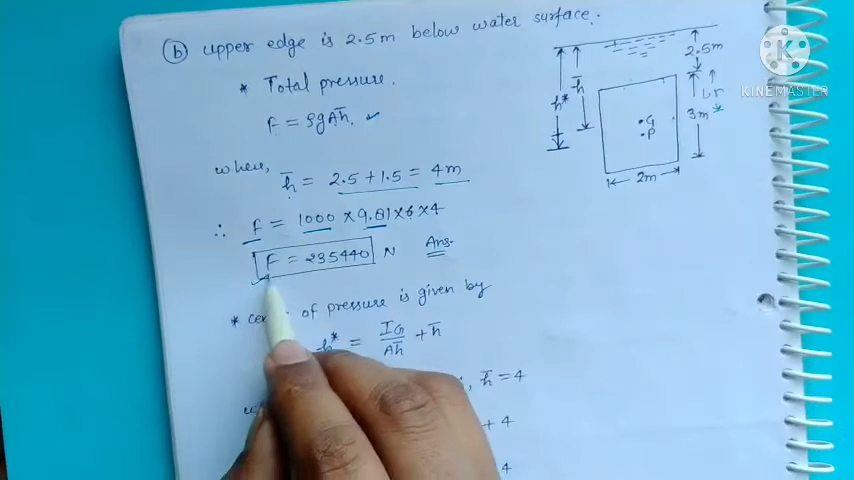 (b) upper edge is 2.5m below water surface.
* Total pressure.
F = ρgAh̄. ✓
when,
h̄ = 2.5 + 1.5 = 4m
∴ F = 1000 × 9.81 × 6 × 4
F = 235440 N Ans.
* of pressure is given by
h* = IG/Ah̄ + h̄
, h̄ = 4
+ 4
4
2.5m
h* h̄
3m
*
G
P
2m
K
KINEMASTER